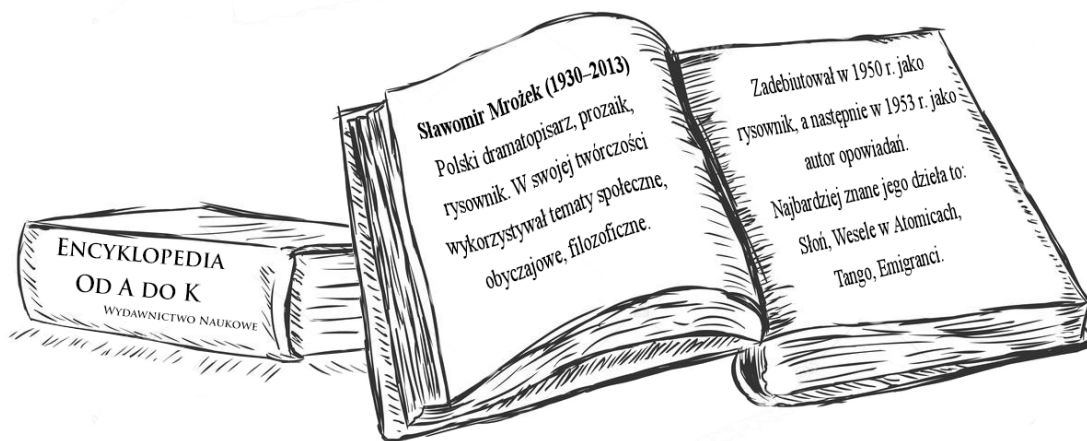 ENCYKLOPEDIA
OD A DO K
WYDAWNICTWO NAUKOWE
Sławomir Mrożek (1930–2013)
Polski dramatopisarz, prozaik,
rysownik. W swojej twórczości
wykorzystywał tematy społeczne,
obyczajowe, filozoficzne.
Zadebiutował w 1950 r. jako
rysownik, a następnie w 1953 r. jako
autor opowiadań.
Najbardziej znane jego dzieła to:
Słoń, Wesele w Atomicach,
Tango, Emigranci.